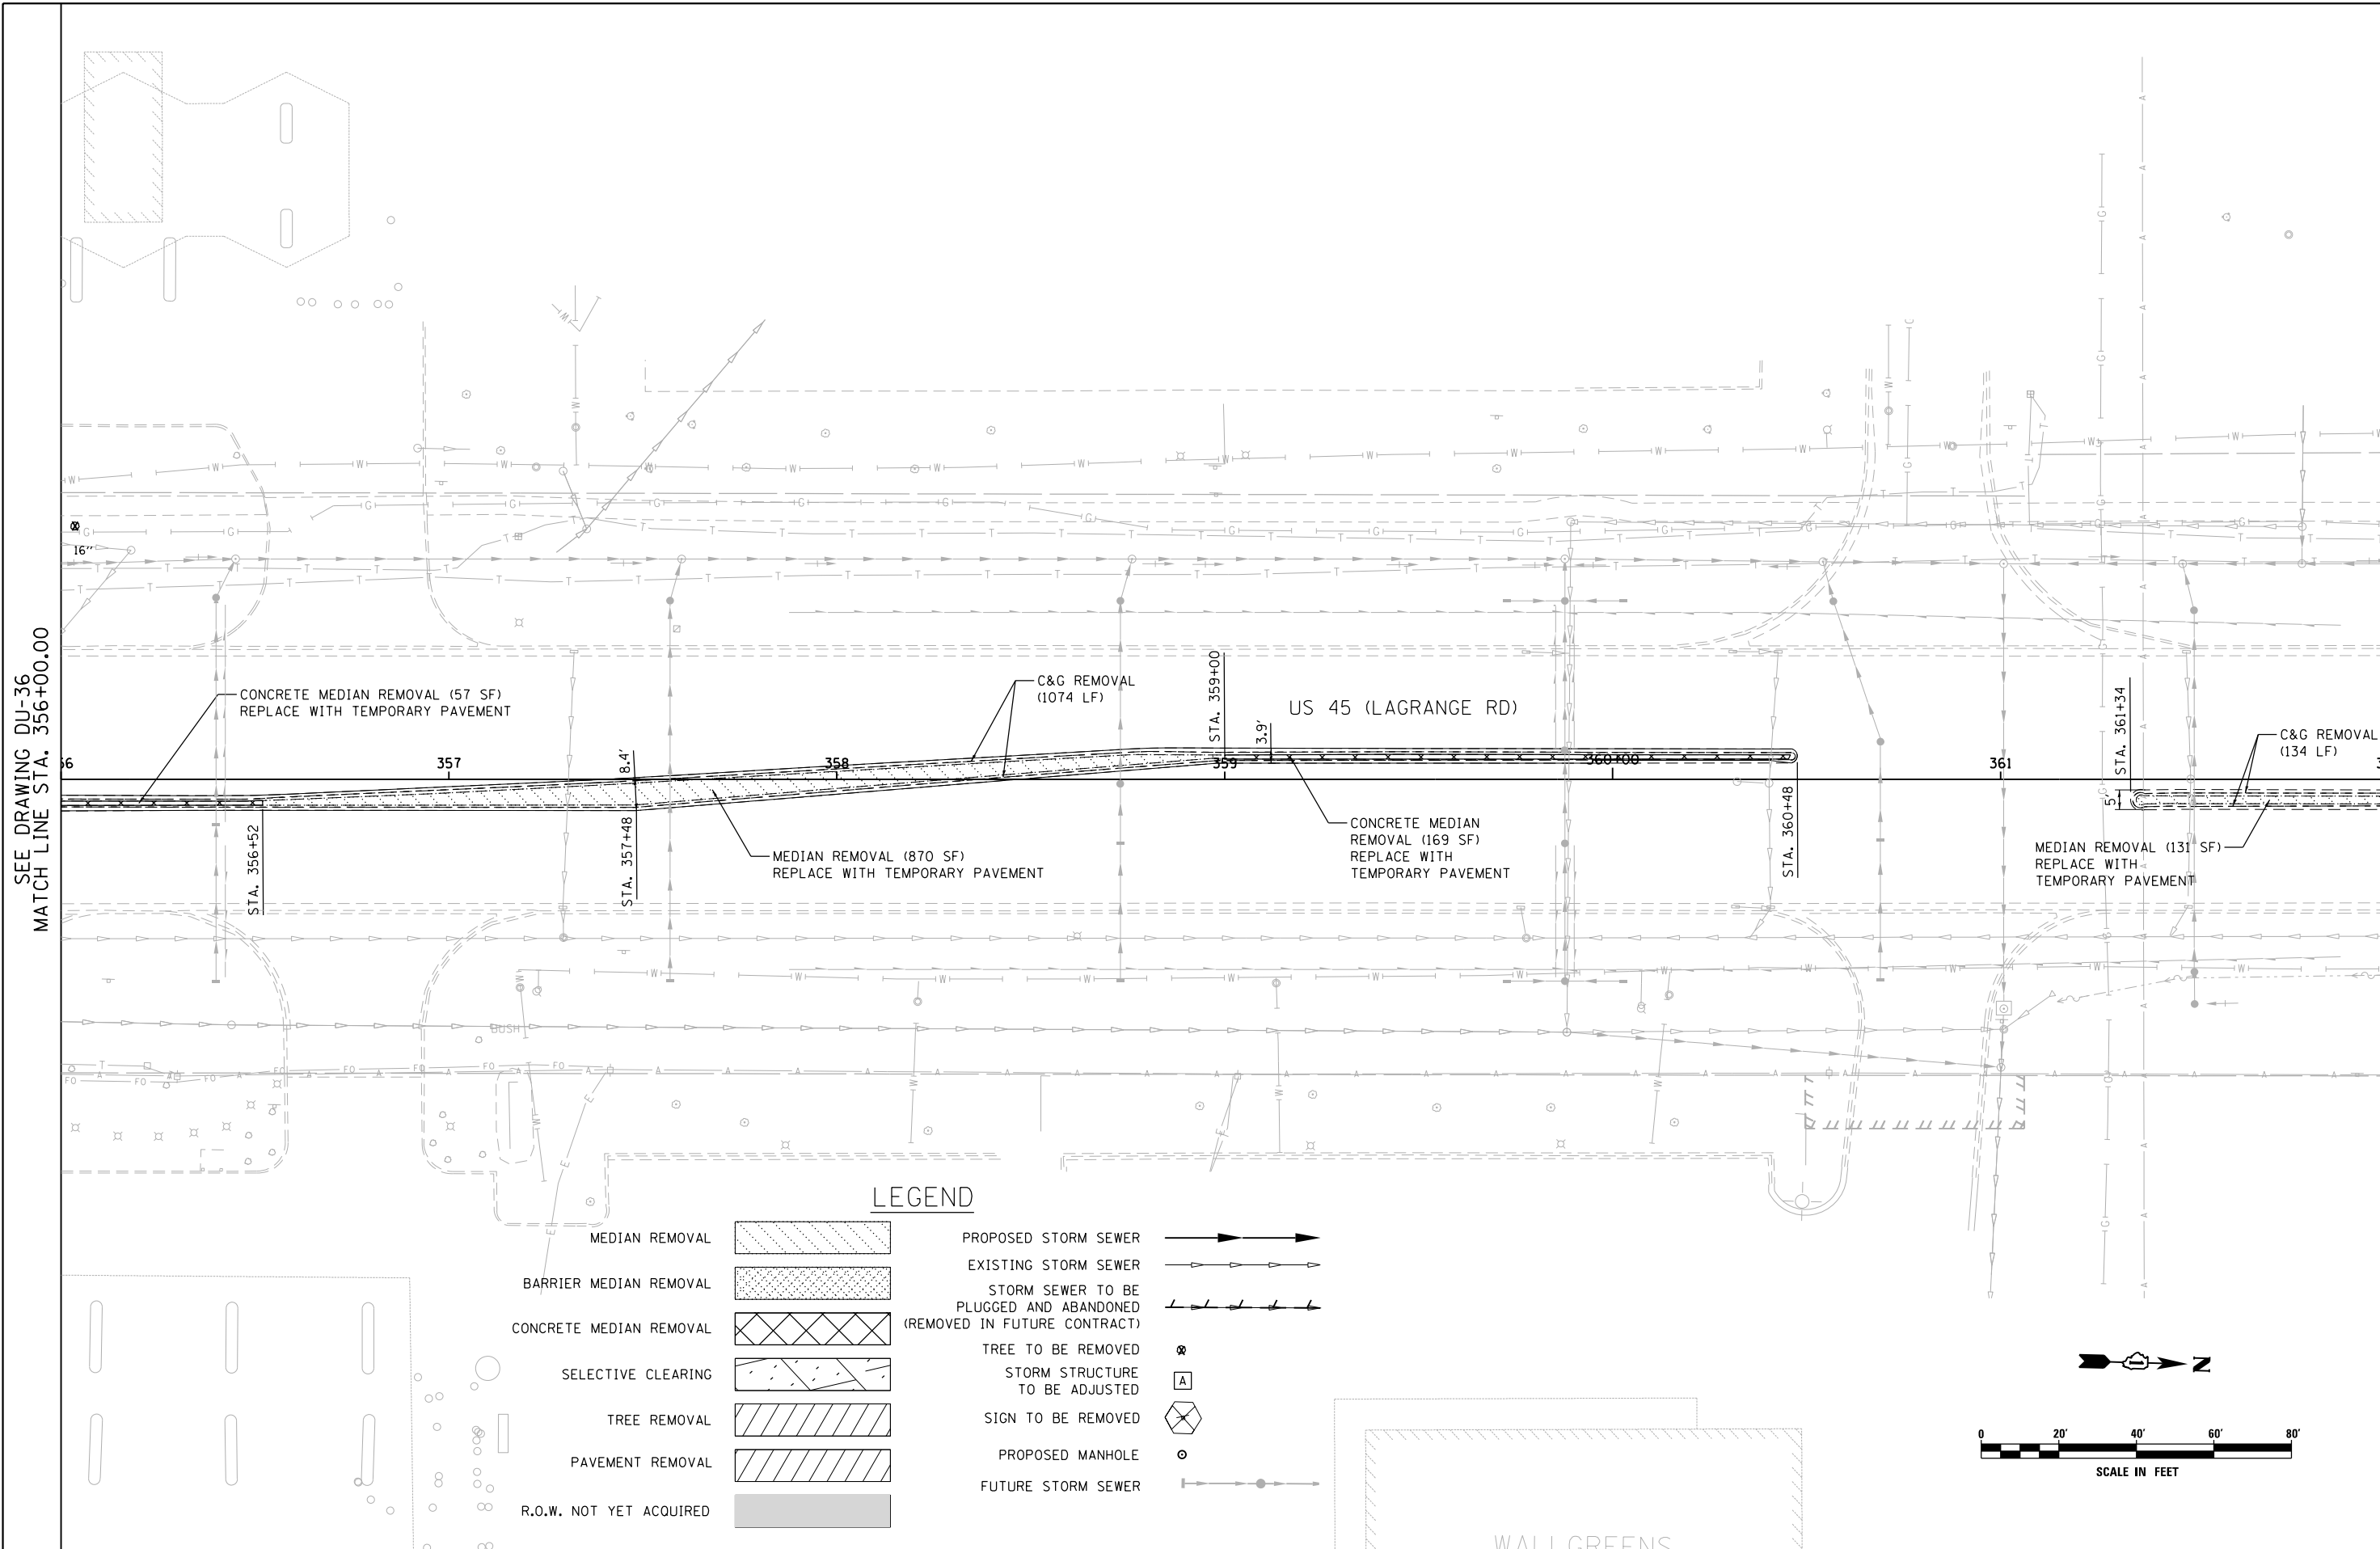 SEE DRAWING DU-36
MATCH LINE STA. 356+00.00
16"
CONCRETE MEDIAN REMOVAL (57 SF)
REPLACE WITH TEMPORARY PAVEMENT
C&G REMOVAL
(1074 LF)
STA. 359+00
3.9'
US 45 (LAGRANGE RD)
STA. 361+34
C&G REMOVAL
(134 LF)
56
357
8.4'
358
359
360+00
361
5'
STA. 356+52
STA. 357+48
MEDIAN REMOVAL (870 SF)
REPLACE WITH TEMPORARY PAVEMENT
CONCRETE MEDIAN
REMOVAL (169 SF)
REPLACE WITH
TEMPORARY PAVEMENT
STA. 360+48
MEDIAN REMOVAL (131 SF)
REPLACE WITH
TEMPORARY PAVEMENT
BUSH
LEGEND
MEDIAN REMOVAL
BARRIER MEDIAN REMOVAL
CONCRETE MEDIAN REMOVAL
SELECTIVE CLEARING
TREE REMOVAL
PAVEMENT REMOVAL
R.O.W. NOT YET ACQUIRED
PROPOSED STORM SEWER
EXISTING STORM SEWER
STORM SEWER TO BE
PLUGGED AND ABANDONED
(REMOVED IN FUTURE CONTRACT)
TREE TO BE REMOVED
STORM STRUCTURE
TO BE ADJUSTED
A
SIGN TO BE REMOVED
PROPOSED MANHOLE
FUTURE STORM SEWER
N
0 20' 40' 60' 80'
SCALE IN FEET
WALLGREENS